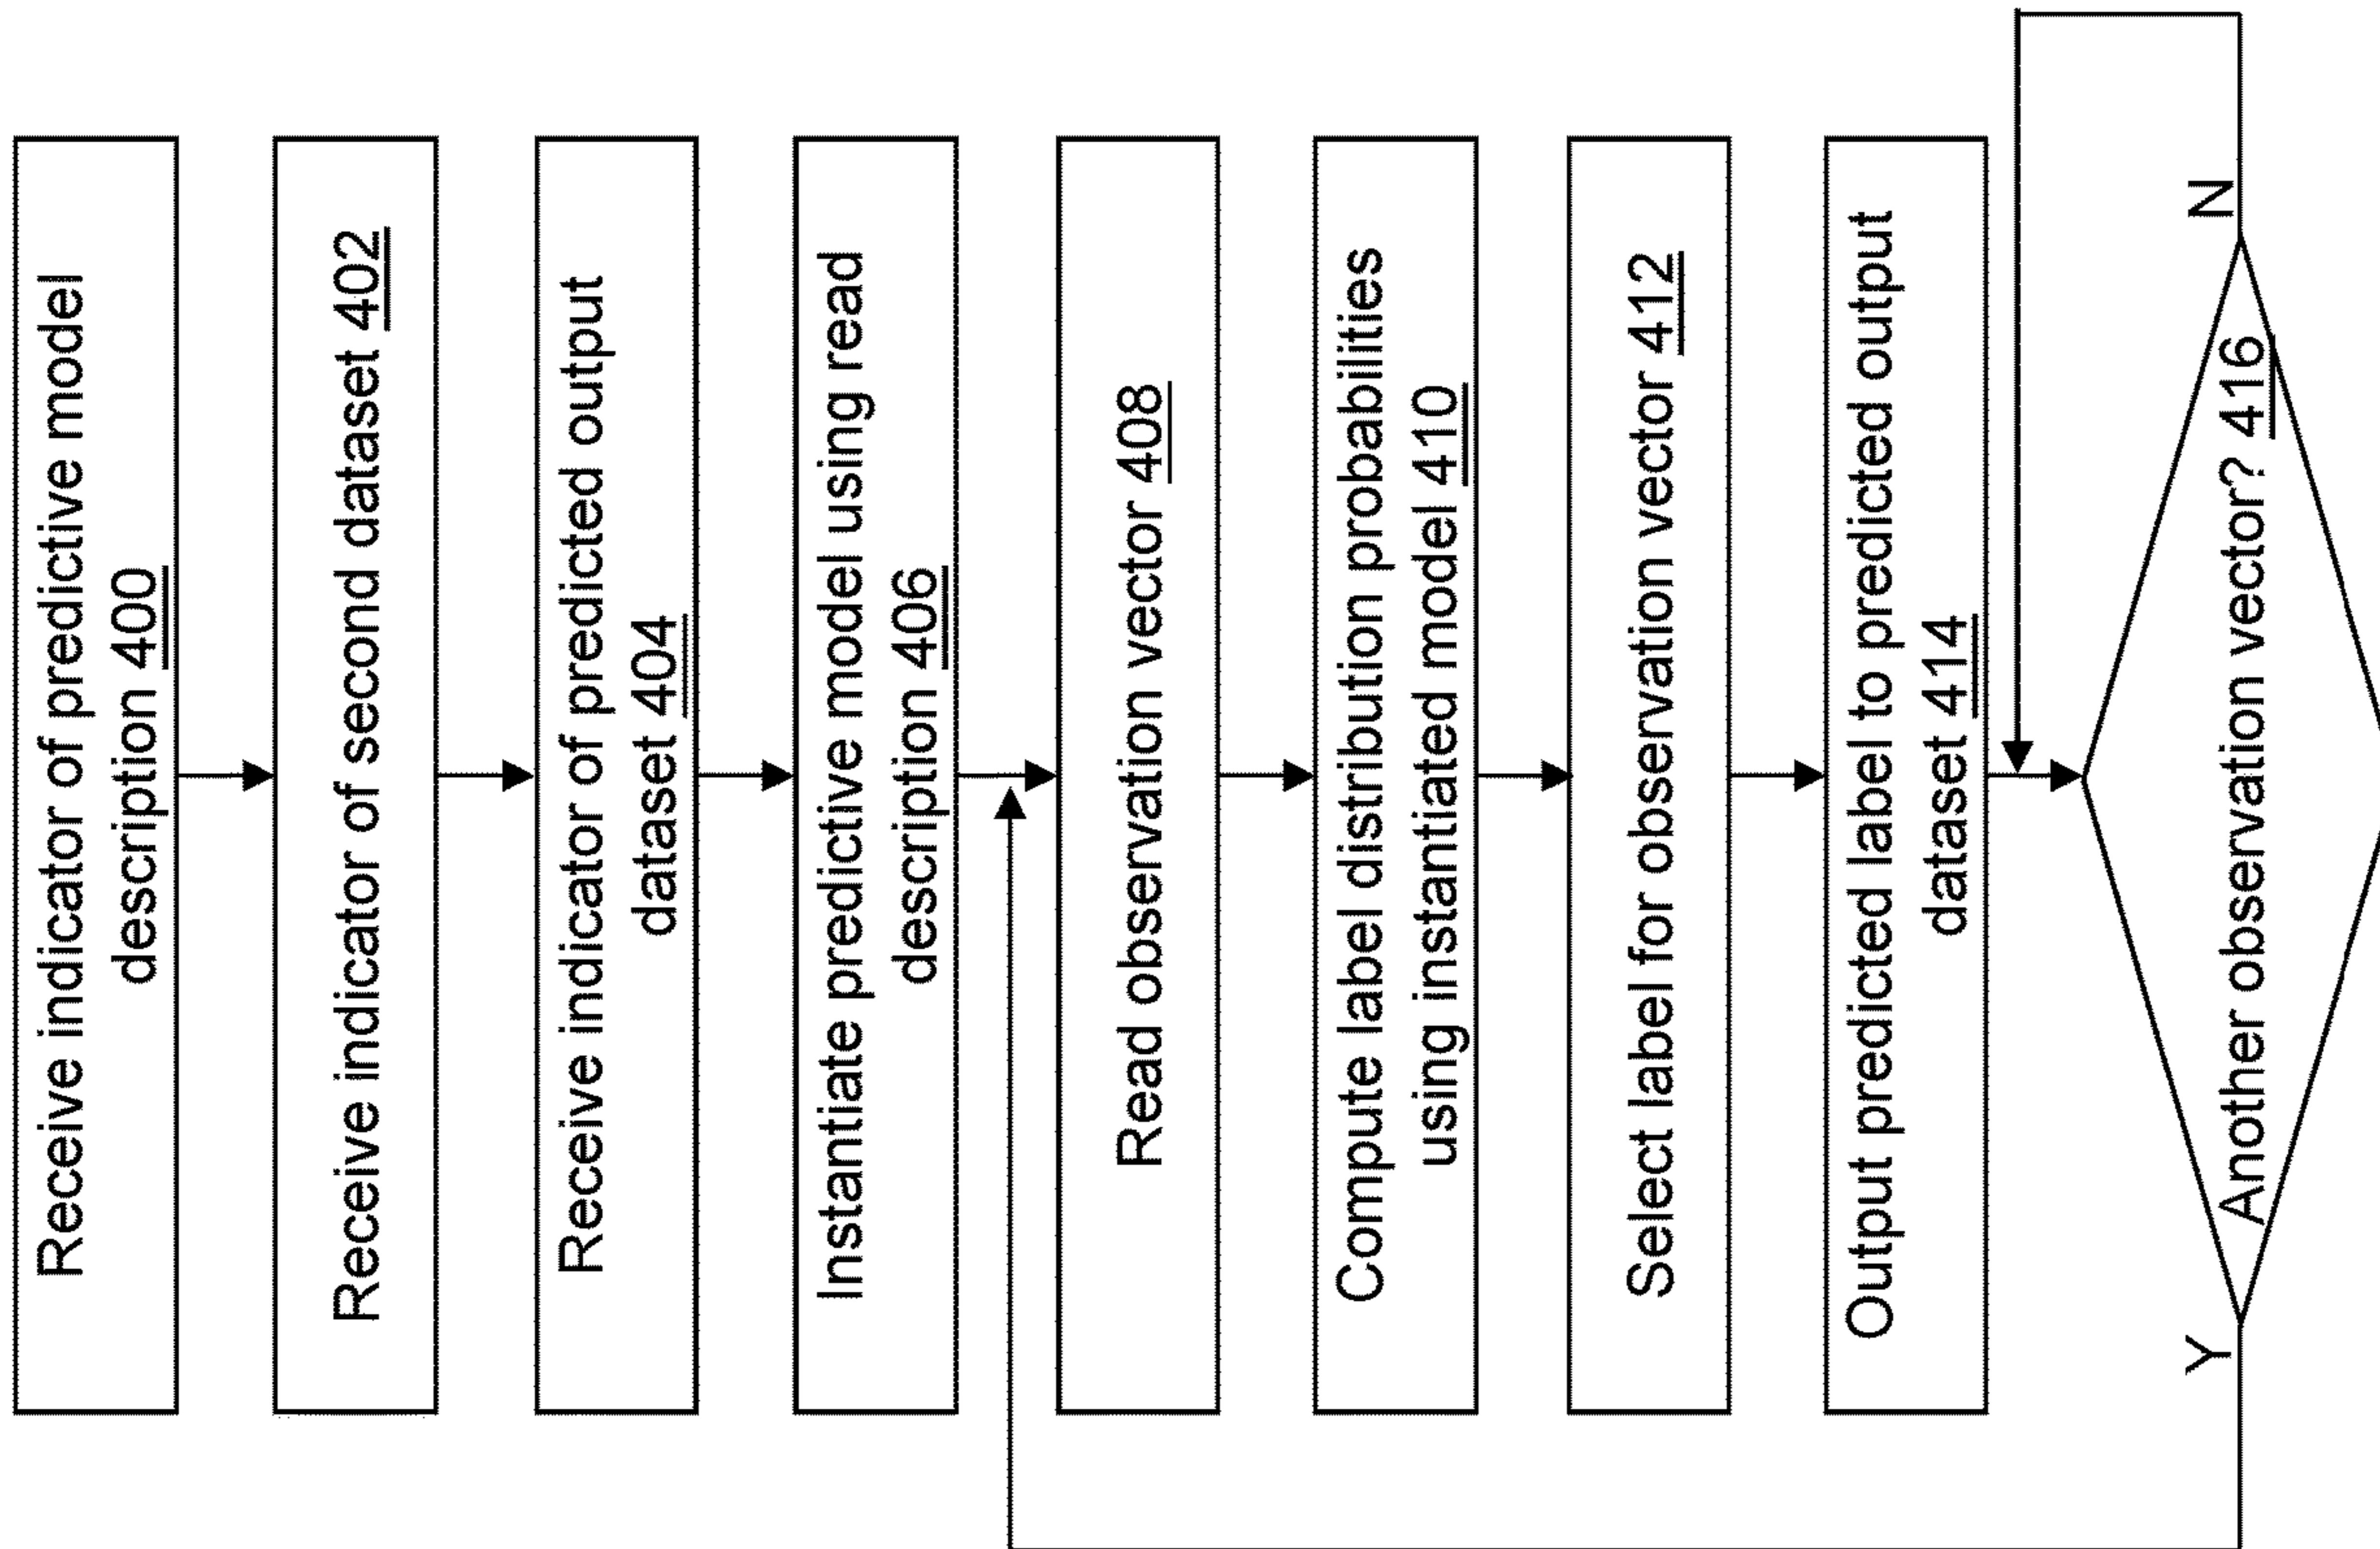 Receive indicator of predictive model
description 400
Receive indicator of second dataset 402
Receive indicator of predicted output
dataset 404
Instantiate predictive model using read
description 406
Read observation vector 408
Compute label distribution probabilities
using instantiated model 410
Select label for observation vector 412
Output predicted label to predicted output
dataset 414
Y
Another observation vector? 416
N